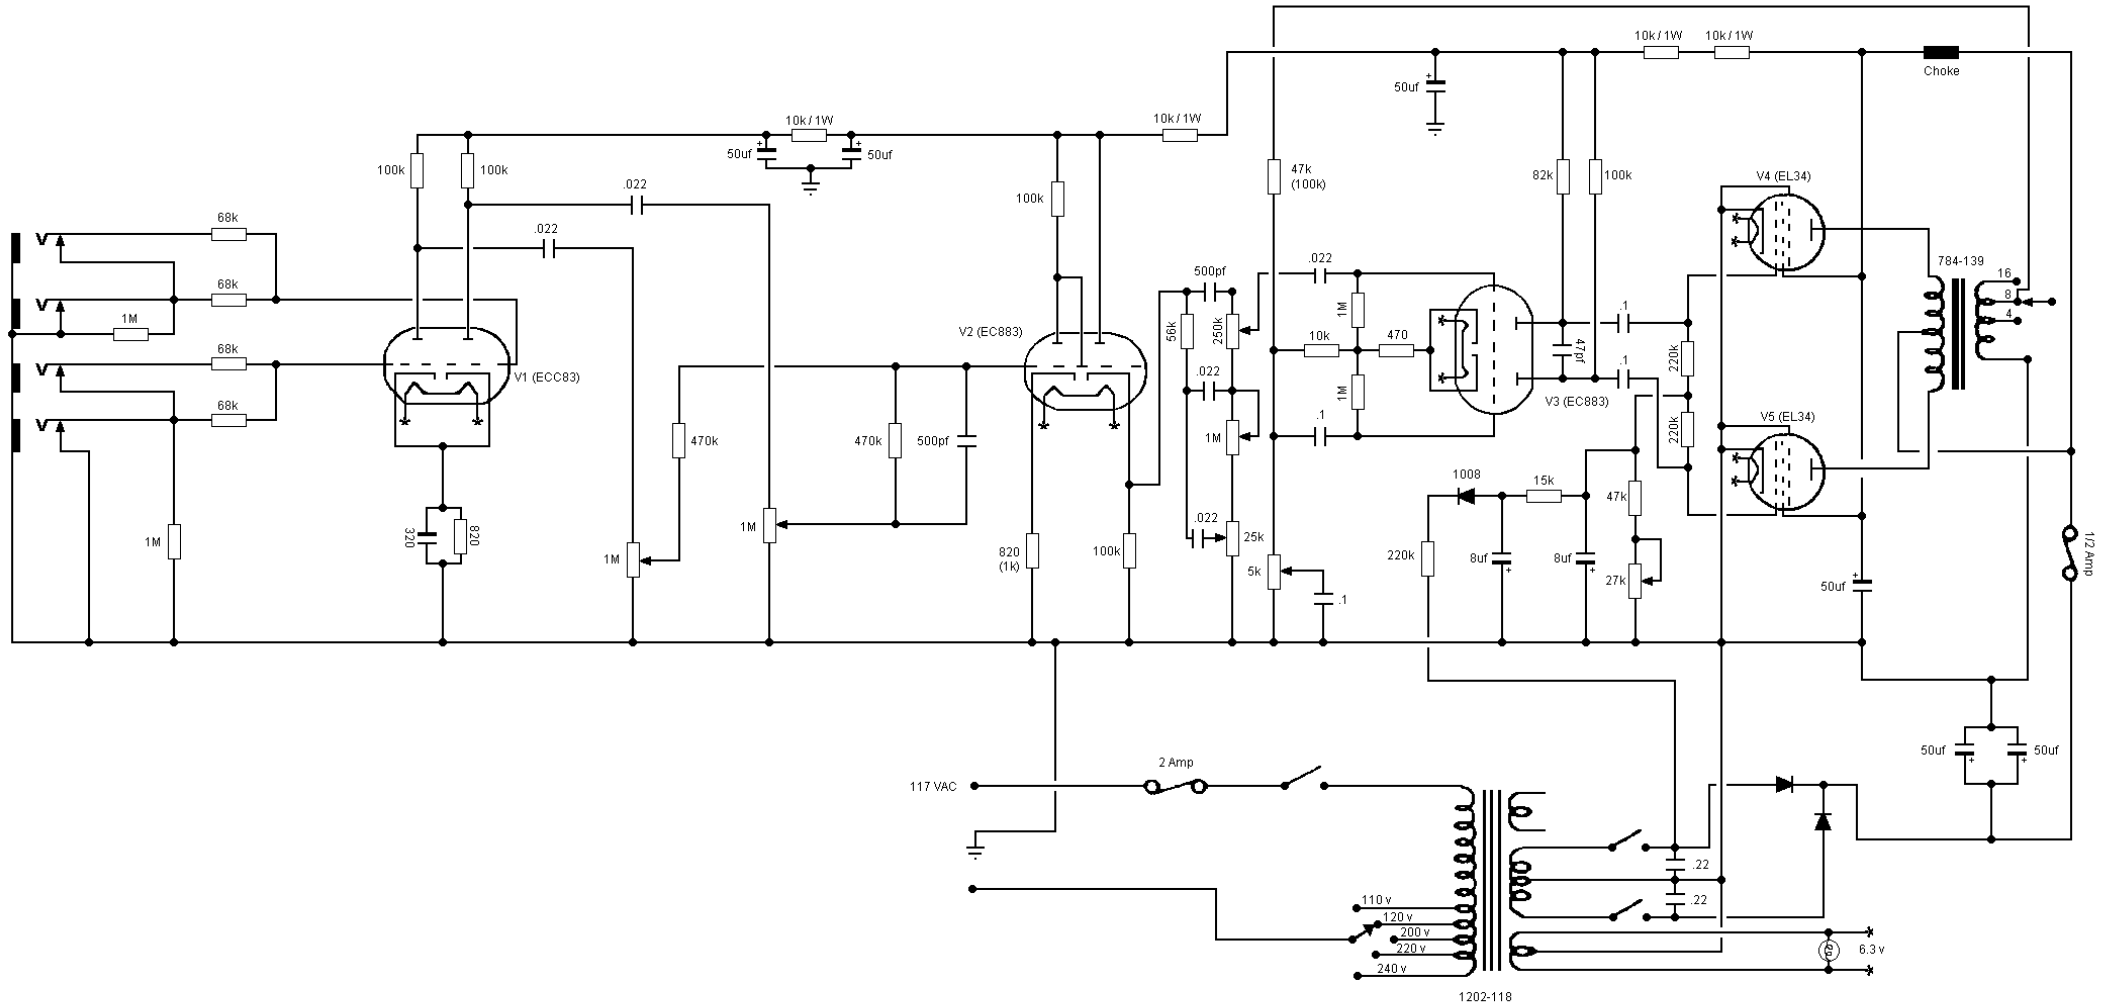 10k / 1W
10k / 1W
Choke
50uf
10k / 1W
10k / 1W
50uf
50uf
100k
100k
.022
.022
100k
47k
(100k)
82k
100k
V4 (EL34)
68k
68k
1M
68k
68k
V1 (ECC83)
V2 (EC883)
500pf
56k
250k
.022
1M
.022
25k
.022
1M
10k
470
1M
.1
47pf
.1
.1
V3 (EC883)
220k
220k
V5 (EL34)
784-139
16
8
4
470k
470k
500pf
1M
1M
1M
320
820
820
(1k)
100k
5k
.1
1008
15k
220k
8uf
8uf
47k
27k
50uf
1/2 Amp
50uf
50uf
117 VAC
2 Amp
.22
.22
110 v
120 v
200 v
220 v
240 v
6.3 v
1202-118